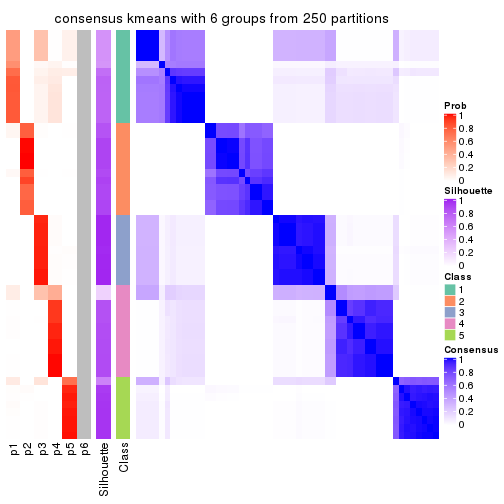 consensus kmeans with 6 groups from 250 partitions
Prob
1
0.8
0.6
0.4
0.2
0
Silhouette
1
0.8
0.6
0.4
0.2
0
Class
1
2
3
4
5
Consensus
1
0.8
0.6
0.4
0.2
0
p1
p2
p3
p4
p5
p6
Silhouette
Class